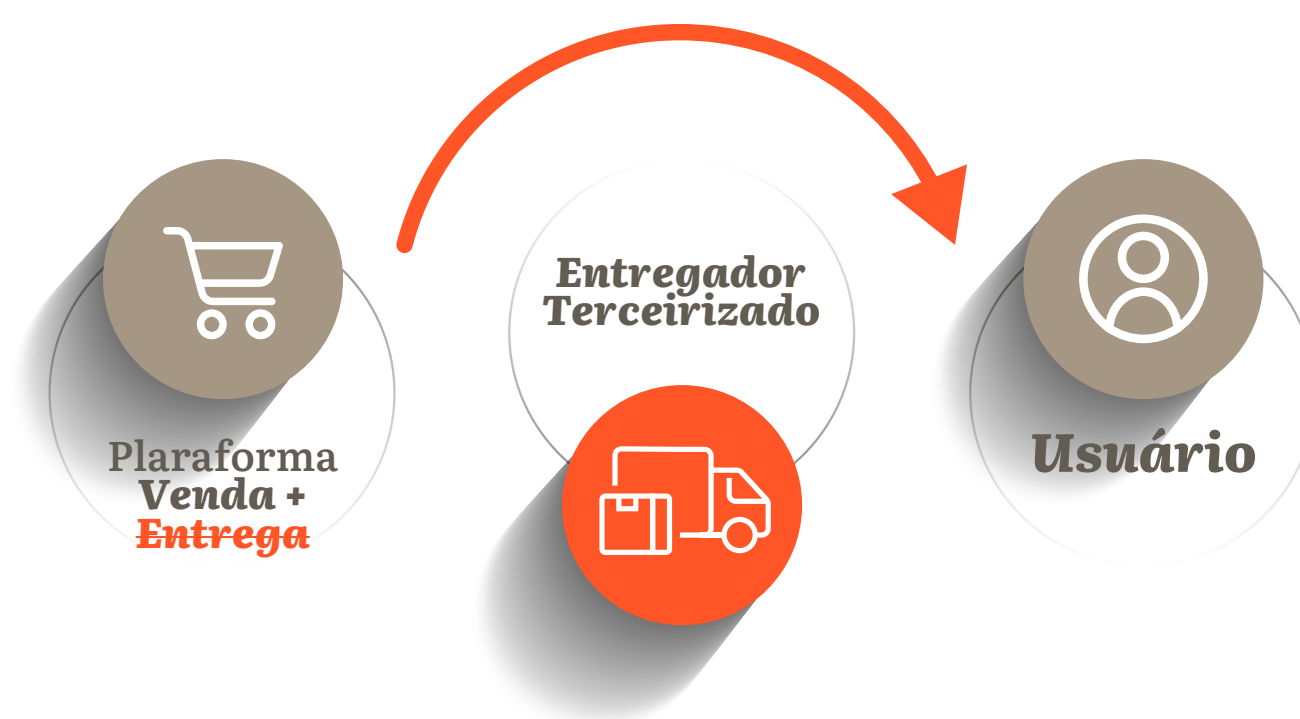 Entregador
Terceirizado
Plaraforma
Venda +
Entrega
Usuário